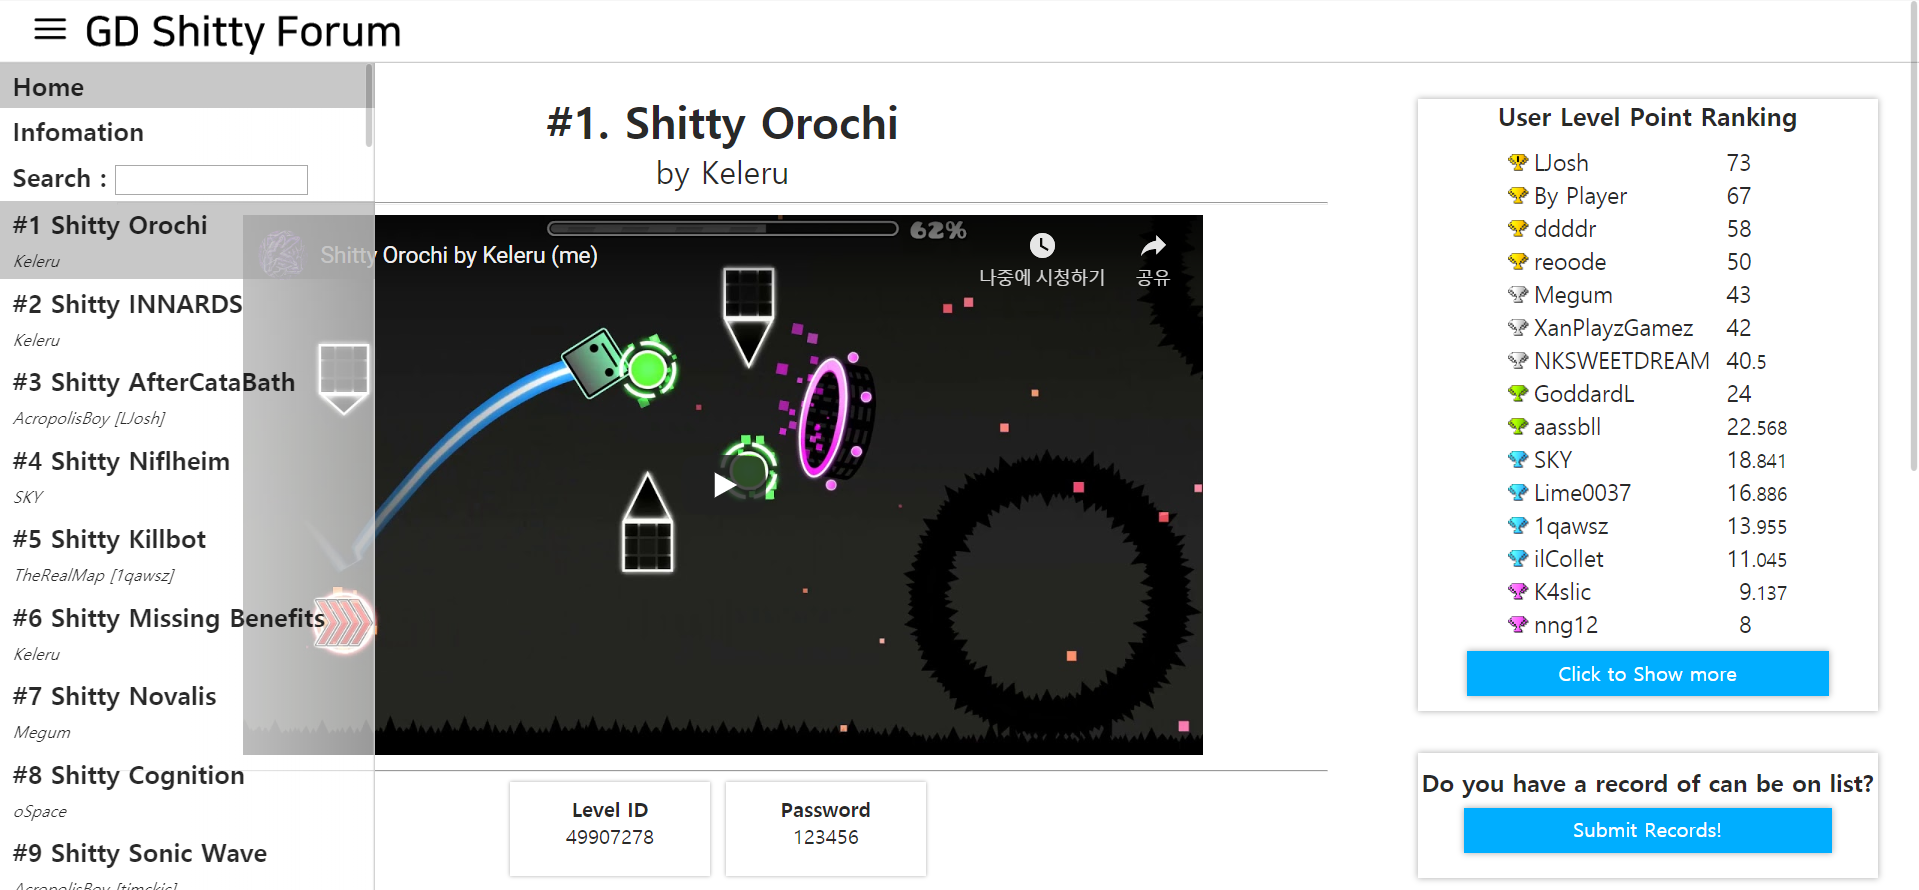 GD Shitty Forum
Home
Infomation
Search :
#1 Shitty Orochi
Keleru
#2 Shitty INNARDS
Keleru
#3 Shitty AfterCataBath
AcropolisBoy [LJosh]
#4 Shitty Niflheim
SKY
#5 Shitty Killbot
TheRealMap [1qawsz]
#6 Shitty Missing Benefits
Keleru
#7 Shitty Novalis
Megum
#8 Shitty Cognition
oSpace
#9 Shitty Sonic Wave
AcropolisBoy [timckic]
#1. Shitty Orochi
by Keleru
62%
Shitty Orochi by Keleru (me)
나중에 시청하기
공유
Level ID
49907278
Password
123456
User Level Point Ranking
LJosh 73
By Player 67
ddddr 58
reoode 50
Megum 43
XanPlayzGamez 42
NKSWEETDREAM 40.5
GoddardL 24
aassbll 22.568
SKY 18.841
Lime0037 16.886
1qawsz 13.955
ilCollet 11.045
K4slic 9.137
nng12 8
Click to Show more
Do you have a record of can be on list?
Submit Records!